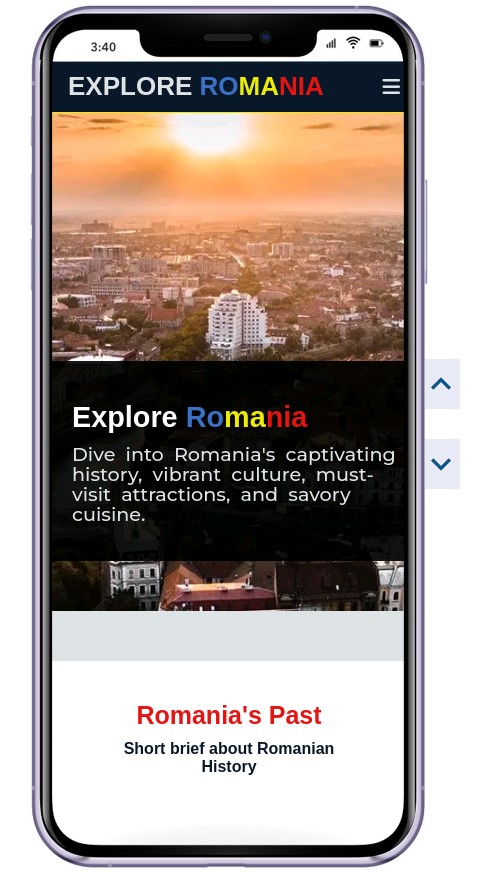 3:40
EXPLORE ROMANIA
Explore Romania
Dive into Romania's captivating
history, vibrant culture, must-
visit attractions, and savory
cuisine.
Romania's Past
Short brief about Romanian
History